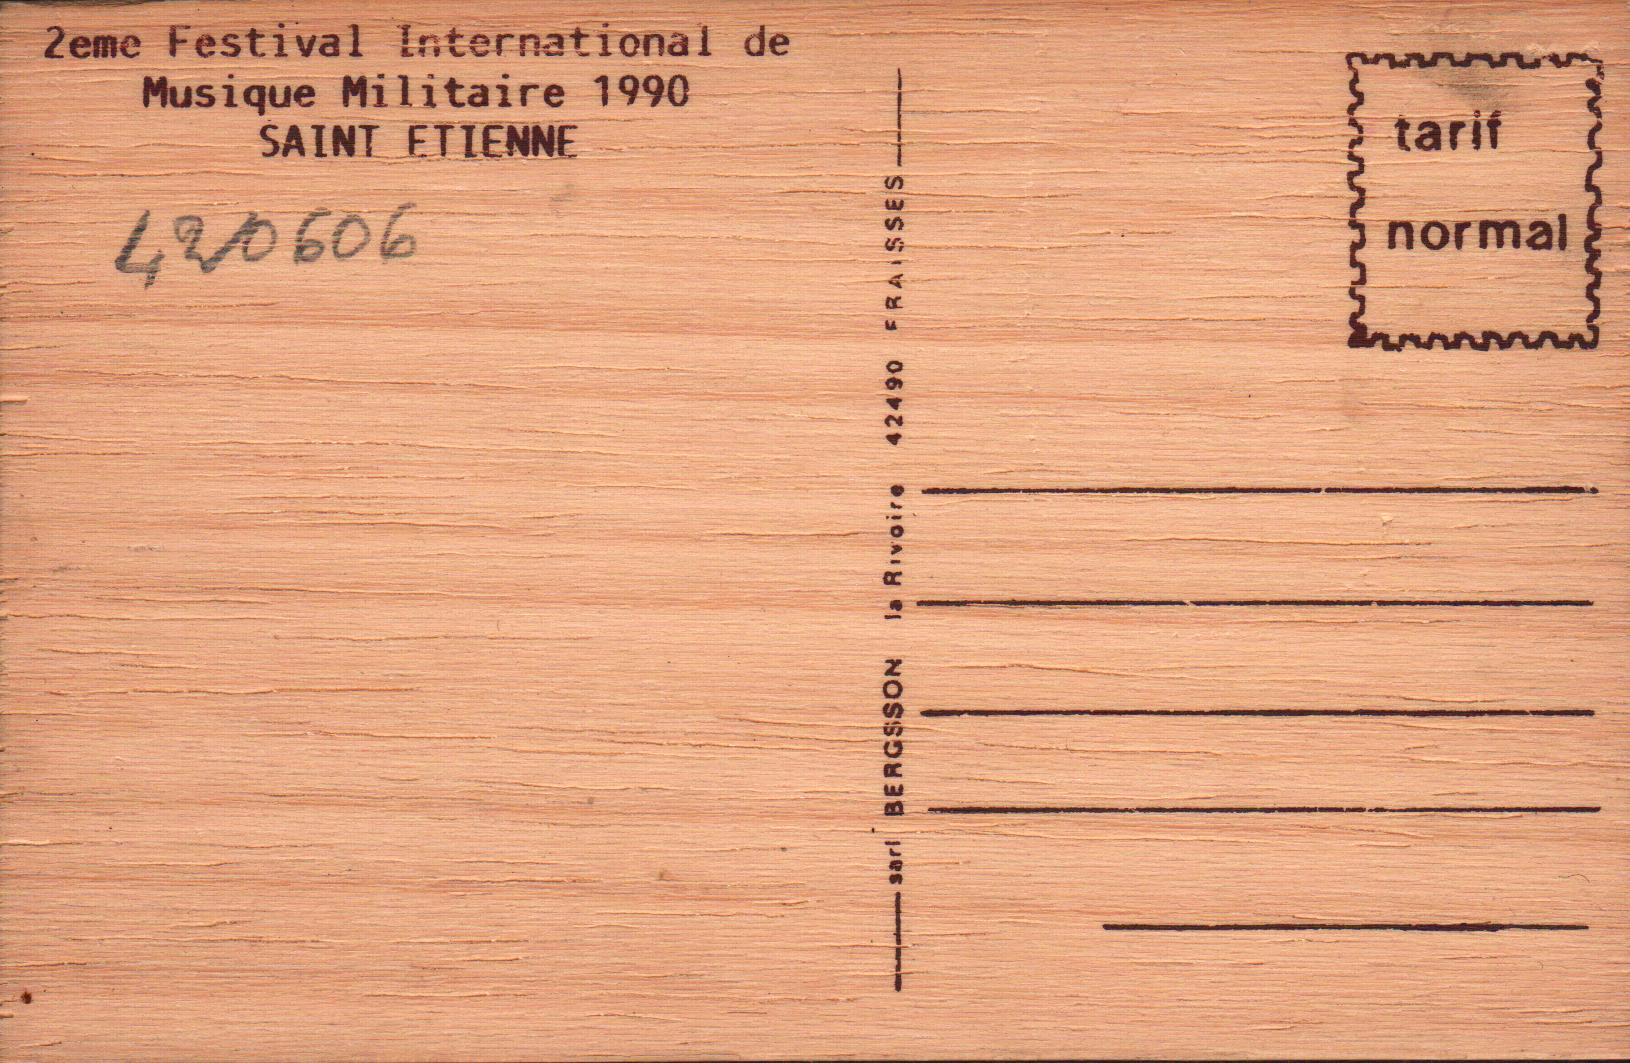 2eme Festival International de
Musique Militaire 1990
SAINT ETIENNE
420606
sarl BERGSSON la Rivoire 42490 FRAISSES
tarif
normal